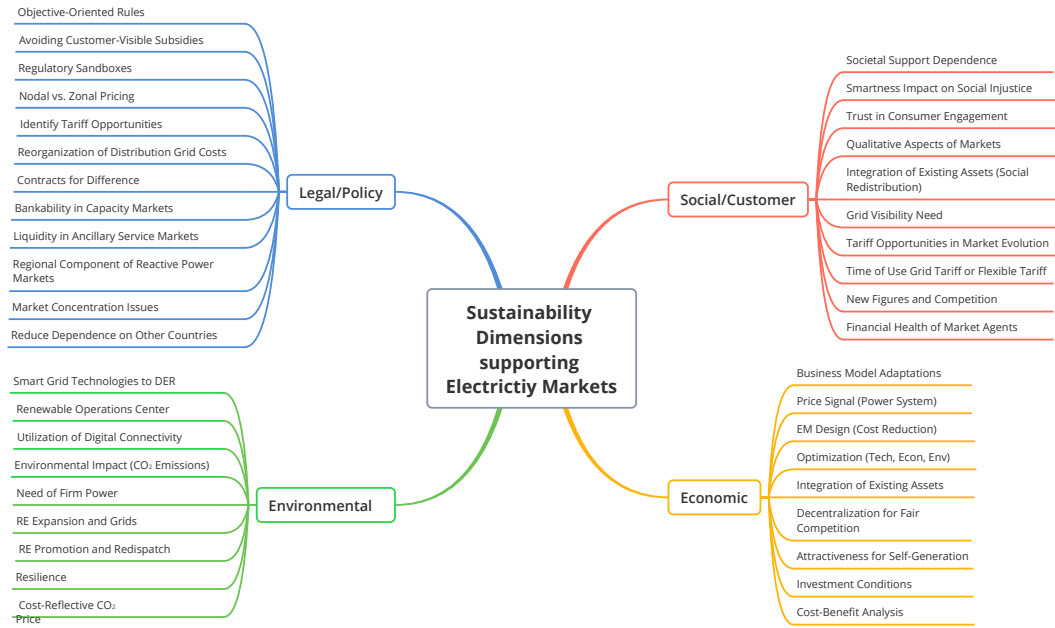 Objective-Oriented Rules
Avoiding Customer-Visible Subsidies
Regulatory Sandboxes
Nodal vs. Zonal Pricing
Identify Tariff Opportunities
Reorganization of Distribution Grid Costs
Contracts for Difference
Bankability in Capacity Markets
Liquidity in Ancillary Service Markets
Regional Component of Reactive Power
Markets
Market Concentration Issues
Reduce Dependence on Other Countries
Legal/Policy
Societal Support Dependence
Smartness Impact on Social Injustice
Trust in Consumer Engagement
Qualitative Aspects of Markets
Integration of Existing Assets (Social
Redistribution)
Grid Visibility Need
Tariff Opportunities in Market Evolution
Time of Use Grid Tariff or Flexible Tariff
New Figures and Competition
Financial Health of Market Agents
Social/Customer
Sustainability
Dimensions
supporting
Electrictiy Markets
Smart Grid Technologies to DER
Renewable Operations Center
Utilization of Digital Connectivity
Environmental Impact (CO₂ Emissions)
Need of Firm Power
RE Expansion and Grids
RE Promotion and Redispatch
Resilience
Cost-Reflective CO₂
Price
Environmental
Business Model Adaptations
Price Signal (Power System)
EM Design (Cost Reduction)
Optimization (Tech, Econ, Env)
Integration of Existing Assets
Decentralization for Fair
Competition
Attractiveness for Self-Generation
Investment Conditions
Cost-Benefit Analysis
Economic